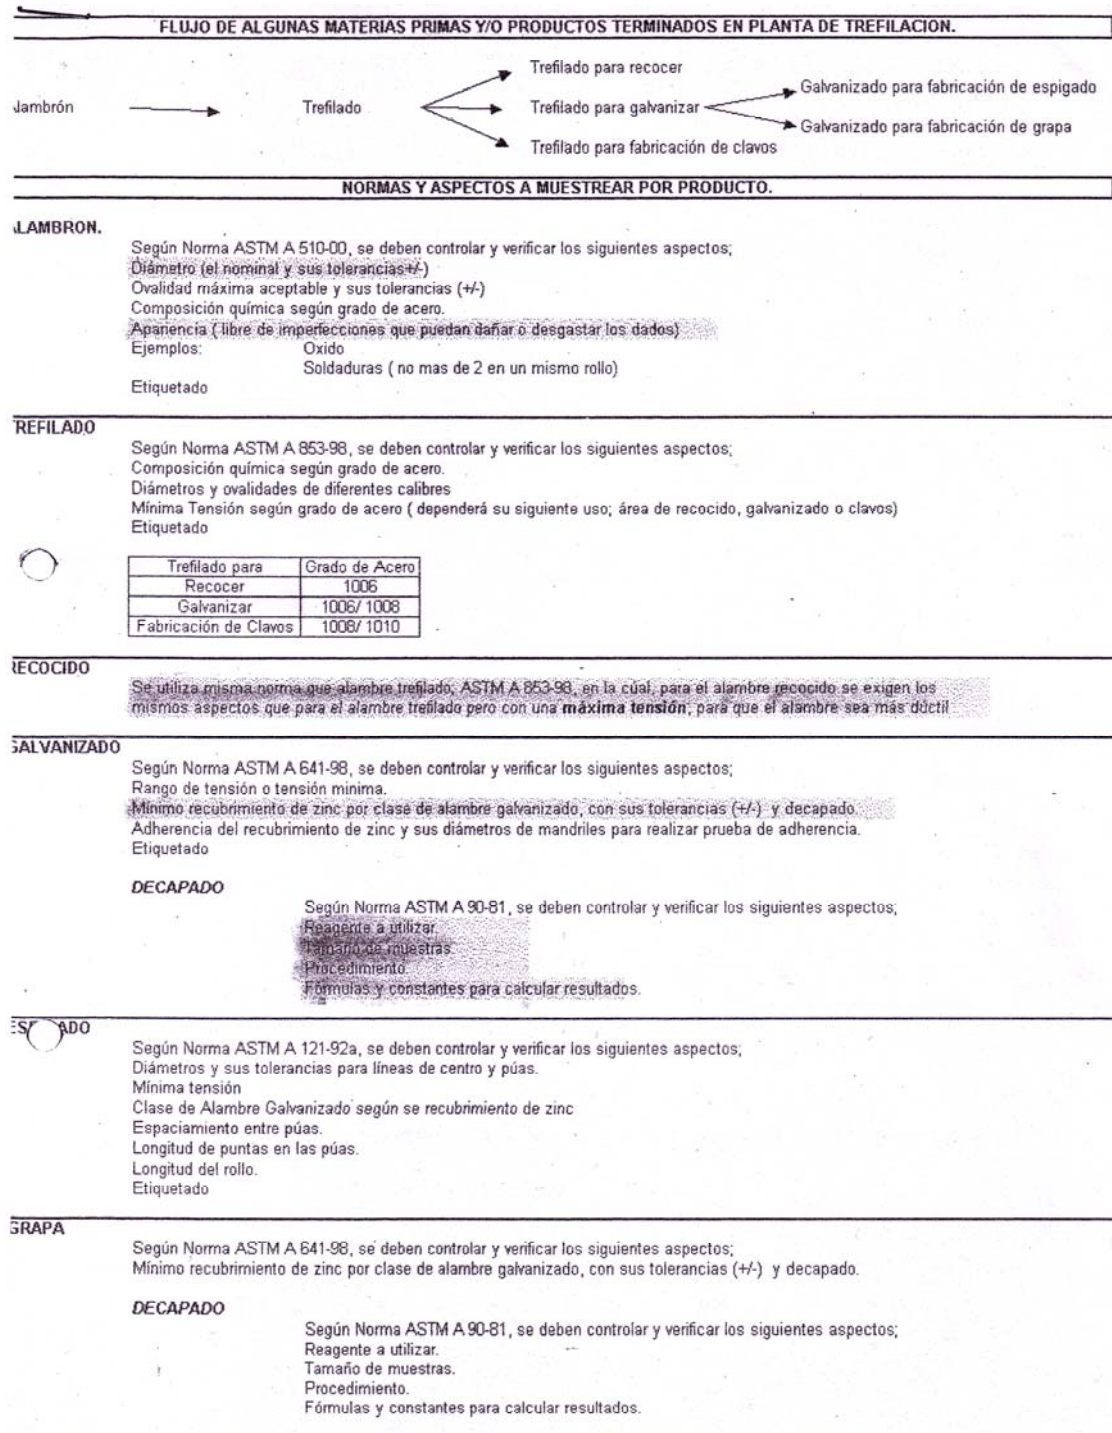 FLUJO DE ALGUNAS MATERIAS PRIMAS Y/O PRODUCTOS TERMINADOS EN PLANTA DE TREFILACION.
Trefilado para recocer
Galvanizado para fabricación de espigado
lambrón Trefilado Trefilado para galvanizar
Galvanizado para fabricación de grapa
Trefilado para fabricación de clavos
NORMAS Y ASPECTOS A MUESTREAR POR PRODUCTO.
LAMBRON.
Según Norma ASTM A 510-00, se deben controlar y verificar los siguientes aspectos;
Diámetro (el nominal y sus tolerancias+/-)
Ovalidad máxima aceptable y sus tolerancias (+/-)
Composición química según grado de acero.
Apariencia ( libre de imperfecciones que puedan dañar o desgastar los dados)
Ejemplos: Oxido
Soldaduras ( no mas de 2 en un mismo rollo)
Etiquetado
TREFILADO
Según Norma ASTM A 853-98, se deben controlar y verificar los siguientes aspectos;
Composición química según grado de acero.
Diámetros y ovalidades de diferentes calibres
Mínima Tensión según grado de acero ( dependerá su siguiente uso; área de recocido, galvanizado o clavos)
Etiquetado
Trefilado para Grado de Acero
Recocer 1006
Galvanizar 1006/ 1008
Fabricación de Clavos 1008/ 1010
RECOCIDO
Se utiliza misma norma que alambre trefilado; ASTM A 853-98, en la cúal, para el alambre recocido se exigen los
mismos aspectos que para el alambre trefilado pero con una máxima tensión, para que el alambre sea más dúctil
GALVANIZADO
Según Norma ASTM A 641-98, se deben controlar y verificar los siguientes aspectos;
Rango de tensión o tensión minima.
Mínimo recubrimiento de zinc por clase de alambre galvanizado, con sus tolerancias (+/-) y decapado.
Adherencia del recubrimiento de zinc y sus diámetros de mandriles para realizar prueba de adherencia.
Etiquetado
DECAPADO
Según Norma ASTM A 90-81, se deben controlar y verificar los siguientes aspectos;
Reagente a utilizar.
Tamaño de muestras.
Procedimiento.
Fórmulas y constantes para calcular resultados.
ES ADO
Según Norma ASTM A 121-92a, se deben controlar y verificar los siguientes aspectos;
Diámetros y sus tolerancias para líneas de centro y púas.
Mínima tensión
Clase de Alambre Galvanizado según se recubrimiento de zinc
Espaciamiento entre púas.
Longitud de puntas en las púas.
Longitud del rollo.
Etiquetado
GRAPA
Según Norma ASTM A 641-98, se deben controlar y verificar los siguientes aspectos;
Mínimo recubrimiento de zinc por clase de alambre galvanizado, con sus tolerancias (+/-) y decapado.
DECAPADO
Según Norma ASTM A 90-81, se deben controlar y verificar los siguientes aspectos;
Reagente a utilizar.
Tamaño de muestras.
Procedimiento.
Fórmulas y constantes para calcular resultados.